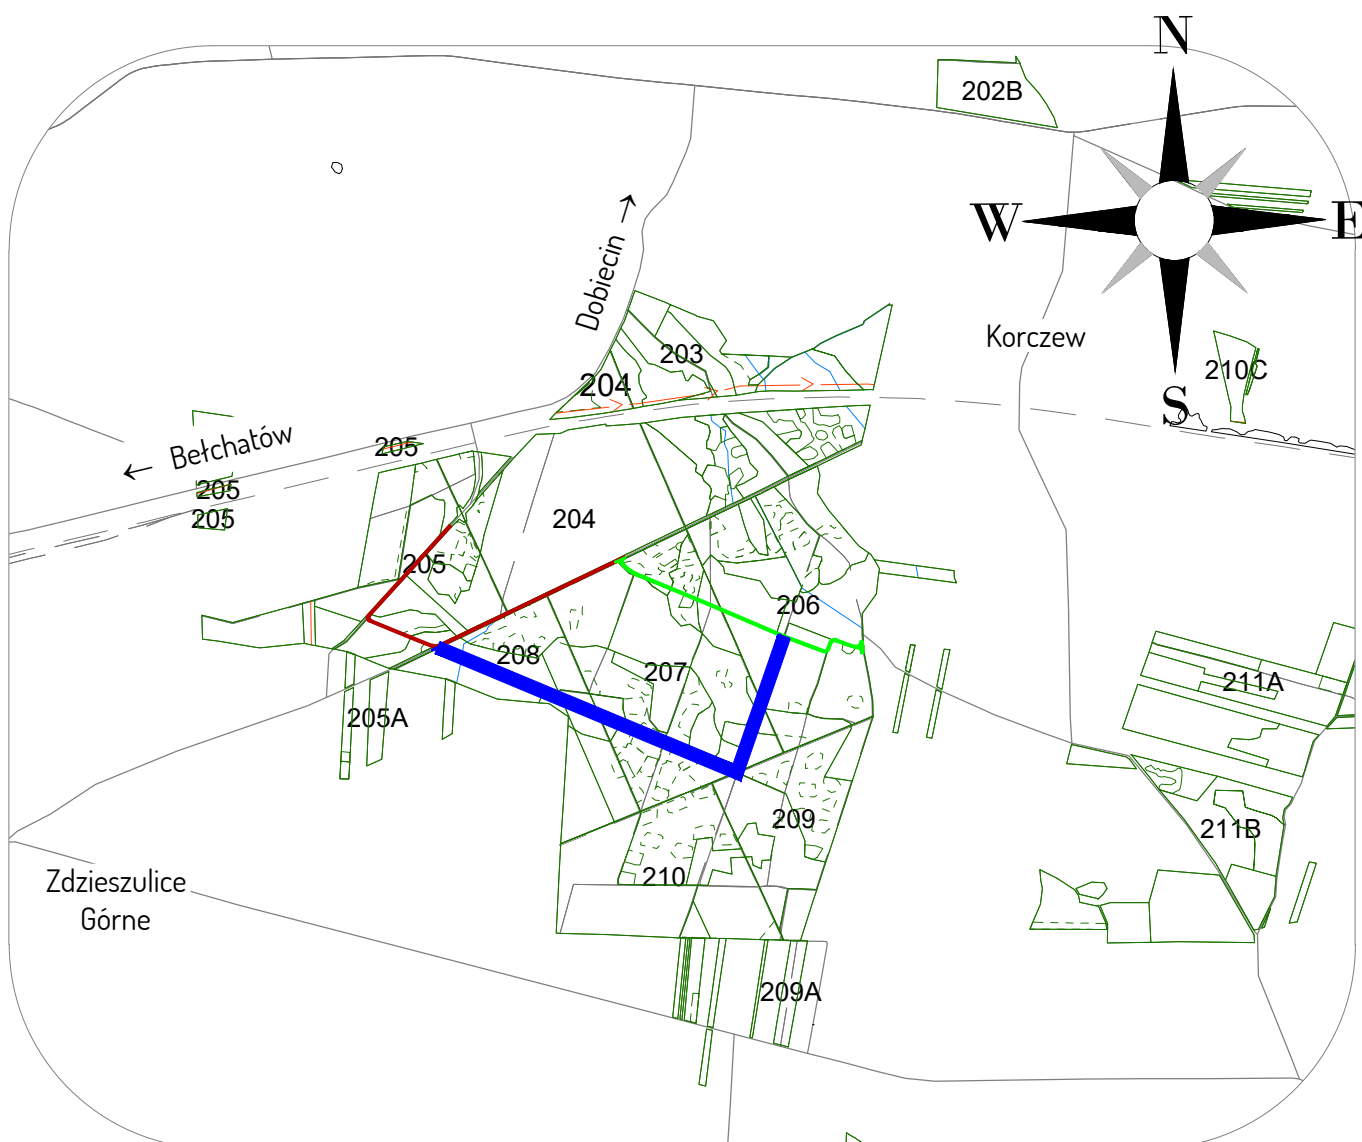 N
202B
W
E
Dobiecin →
Korczew
203
210C
204
S
← Bełchatów
205
205
205
204
205
206
208
207
211A
205A
209
211B
210
Zdzieszulice
Górne
209A